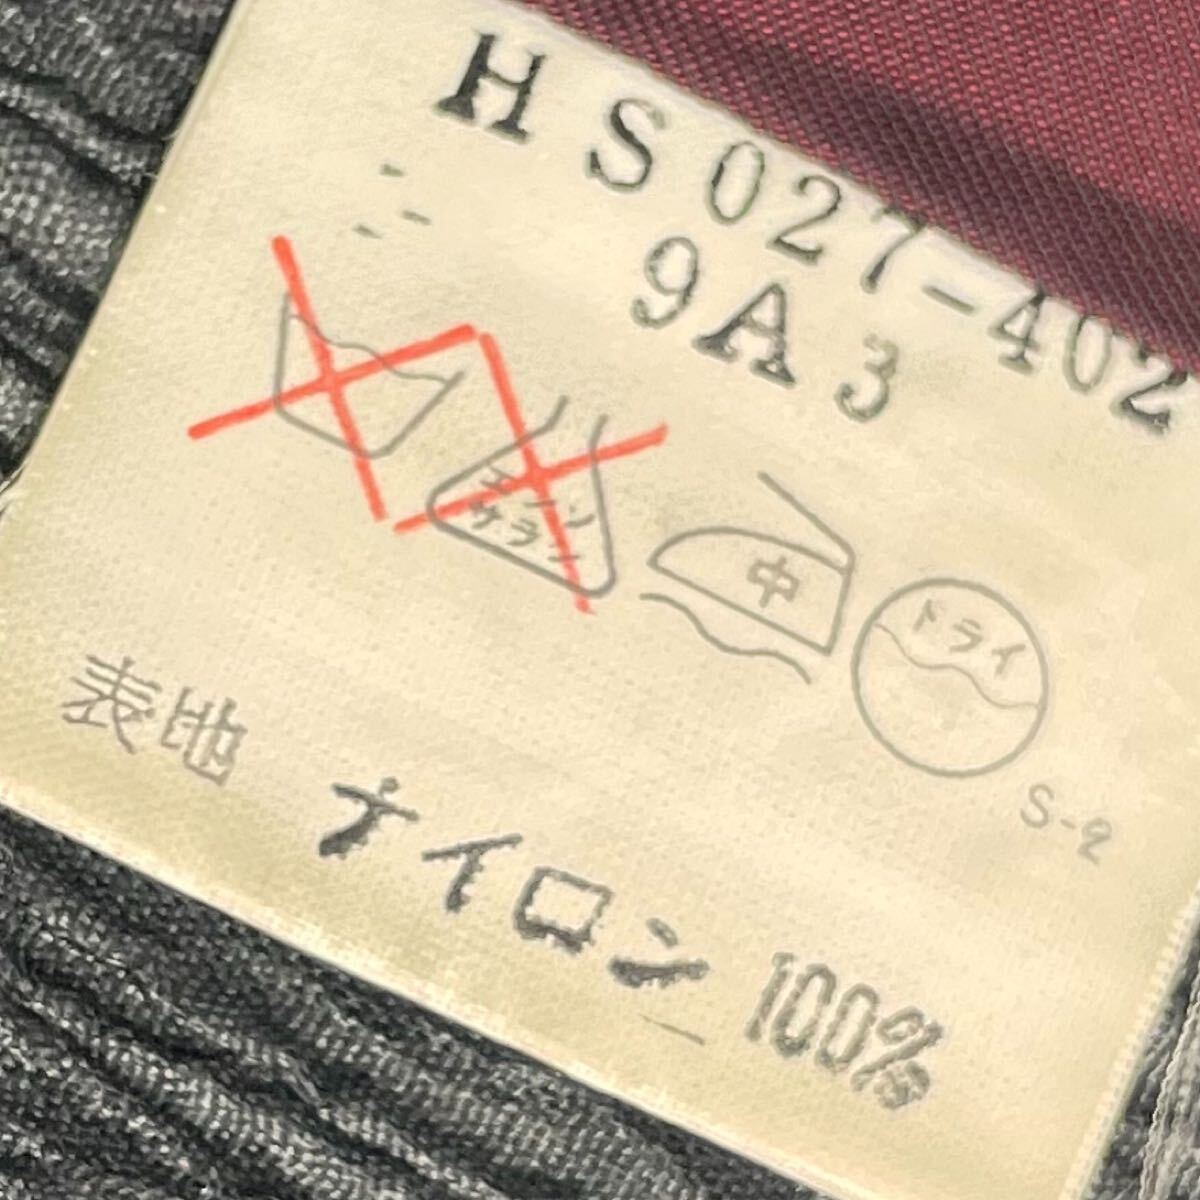 HS027-402
9A3
エンソ
サラシ
中
ドライ
S-2
表地 ナイロン 100%